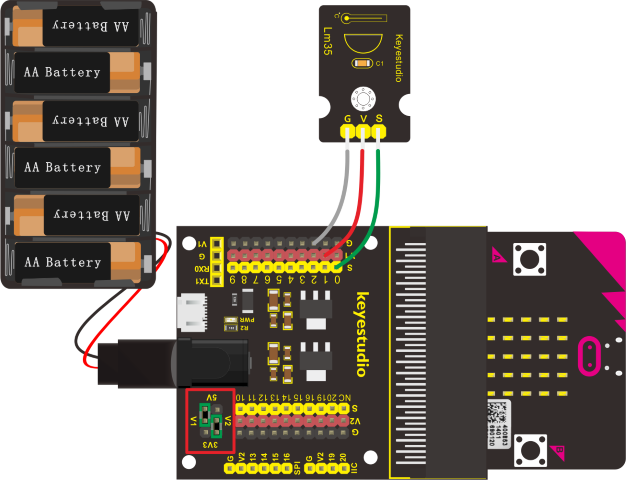 AA Battery
AA Battery
AA Battery
AA Battery
AA Battery
AA Battery
°C
Lm35
C1
Keyestudio
G V S
V1
G
RX0
TX1
G
V1
S
9 8 7 6 5 4 3 2 1 0
PWR
R2
keyestudio
5V
V1
V2
3V3
10 11 12 13 14 15 16 19 20 NC
S
V2
G
G V2 13 14 15 16 SPI
G V2 19 20 IIC
A
B